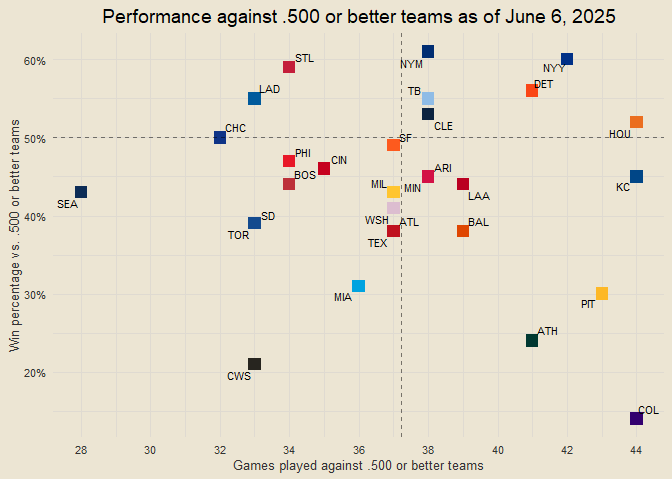 Performance against .500 or better teams as of June 6, 2025
Win percentage vs. .500 or better teams
60%
50%
40%
30%
20%
STL
NYM
NYY
LAD
TB
DET
CHC
CLE
HOU
SF
PHI
CIN
BOS
ARI
MIL
MIN
LAA
KC
SEA
SD
TOR
WSH
ATL
TEX
BAL
MIA
PIT
ATH
CWS
COL
28
30
32
34
36
38
40
42
44
Games played against .500 or better teams